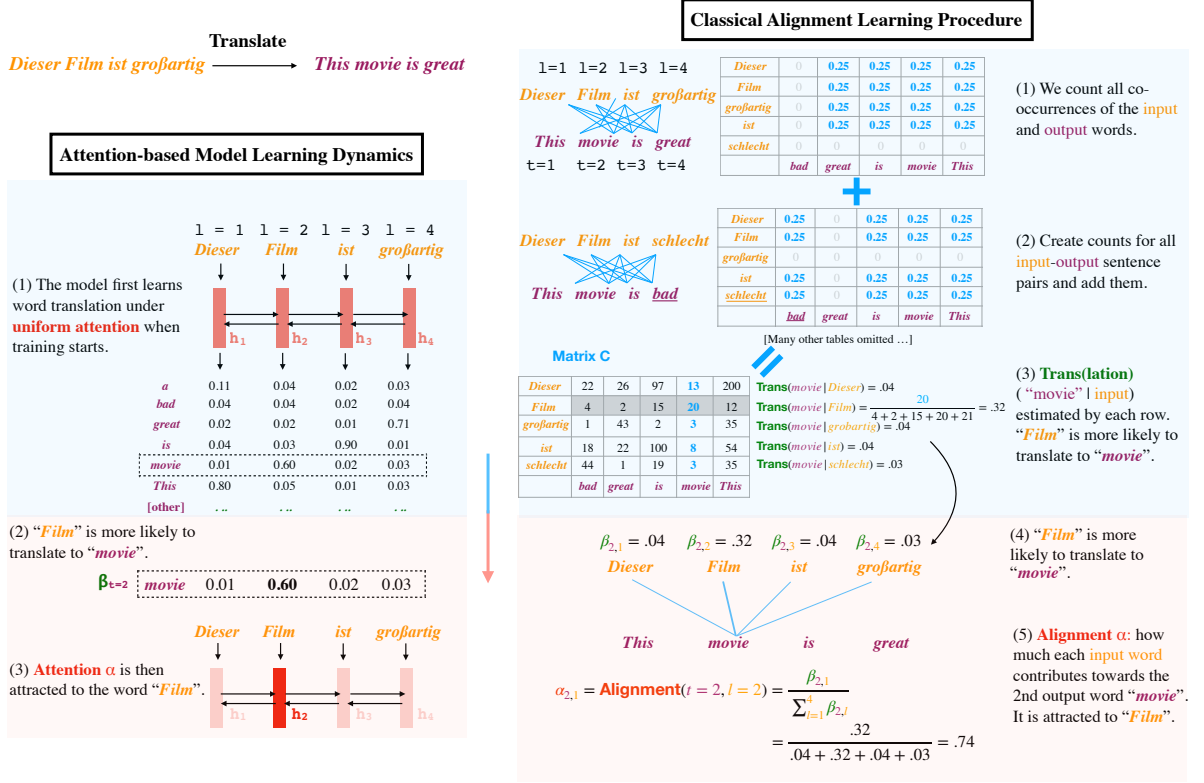 Translate
Dieser Film ist großartig
This movie is great
Attention-based Model Learning Dynamics
l = 1 l = 2 l = 3 l = 4
Dieser Film ist großartig
(1) The model first learns
word translation under
uniform attention when
training starts.
h1 h2 h3 h4
a 0.11 0.04 0.02 0.03
bad 0.04 0.04 0.02 0.04
great 0.02 0.02 0.01 0.71
is 0.04 0.03 0.90 0.01
movie 0.01 0.60 0.02 0.03
This 0.80 0.05 0.01 0.03
[other] ... ... ... ...
(2) “Film” is more likely to
translate to “movie”.
βt=2 movie 0.01 0.60 0.02 0.03
Dieser Film ist großartig
(3) Attention α is then
attracted to the word “Film”.
h1 h2 h3 h4
Classical Alignment Learning Procedure
l=1 l=2 l=3 l=4
Dieser Film ist großartig
This movie is great
t=1 t=2 t=3 t=4
Dieser 0 0.25 0.25 0.25 0.25
Film 0 0.25 0.25 0.25 0.25
großartig 0 0.25 0.25 0.25 0.25
ist 0 0.25 0.25 0.25 0.25
schlecht 0 0 0 0 0
bad great is movie This
(1) We count all co-
occurrences of the input
and output words.
+
Dieser Film ist schlecht
This movie is bad
Dieser 0.25 0 0.25 0.25 0.25
Film 0.25 0 0.25 0.25 0.25
großartig 0 0 0 0 0
ist 0.25 0 0.25 0.25 0.25
schlecht 0.25 0 0.25 0.25 0.25
bad great is movie This
(2) Create counts for all
input-output sentence
pairs and add them.
[Many other tables omitted …]
=
Matrix C
Dieser 22 26 97 13 200
Film 4 2 15 20 12
großartig 1 43 2 3 35
ist 18 22 100 8 54
schlecht 44 1 19 3 35
bad great is movie This
Trans(movie | Dieser) = .04
Trans(movie | Film) = 20 / 4 + 2 + 15 + 20 + 21 = .32
Trans(movie | grobartig) = .04
Trans(movie | ist) = .04
Trans(movie | schlecht) = .03
(3) Trans(lation)
( “movie” | input)
estimated by each row.
“Film” is more likely to
translate to “movie”.
β2,1 = .04 β2,2 = .32 β2,3 = .04 β2,4 = .03
Dieser Film ist großartig
This movie is great
(4) “Film” is more
likely to translate to
“movie”.
α2,1 = Alignment(t = 2, l = 2) = β2,1 / ∑4l=1 β2,l
= .32 / .04 + .32 + .04 + .03 = .74
(5) Alignment α: how
much each input word
contributes towards the
2nd output word “movie”.
It is attracted to “Film”.